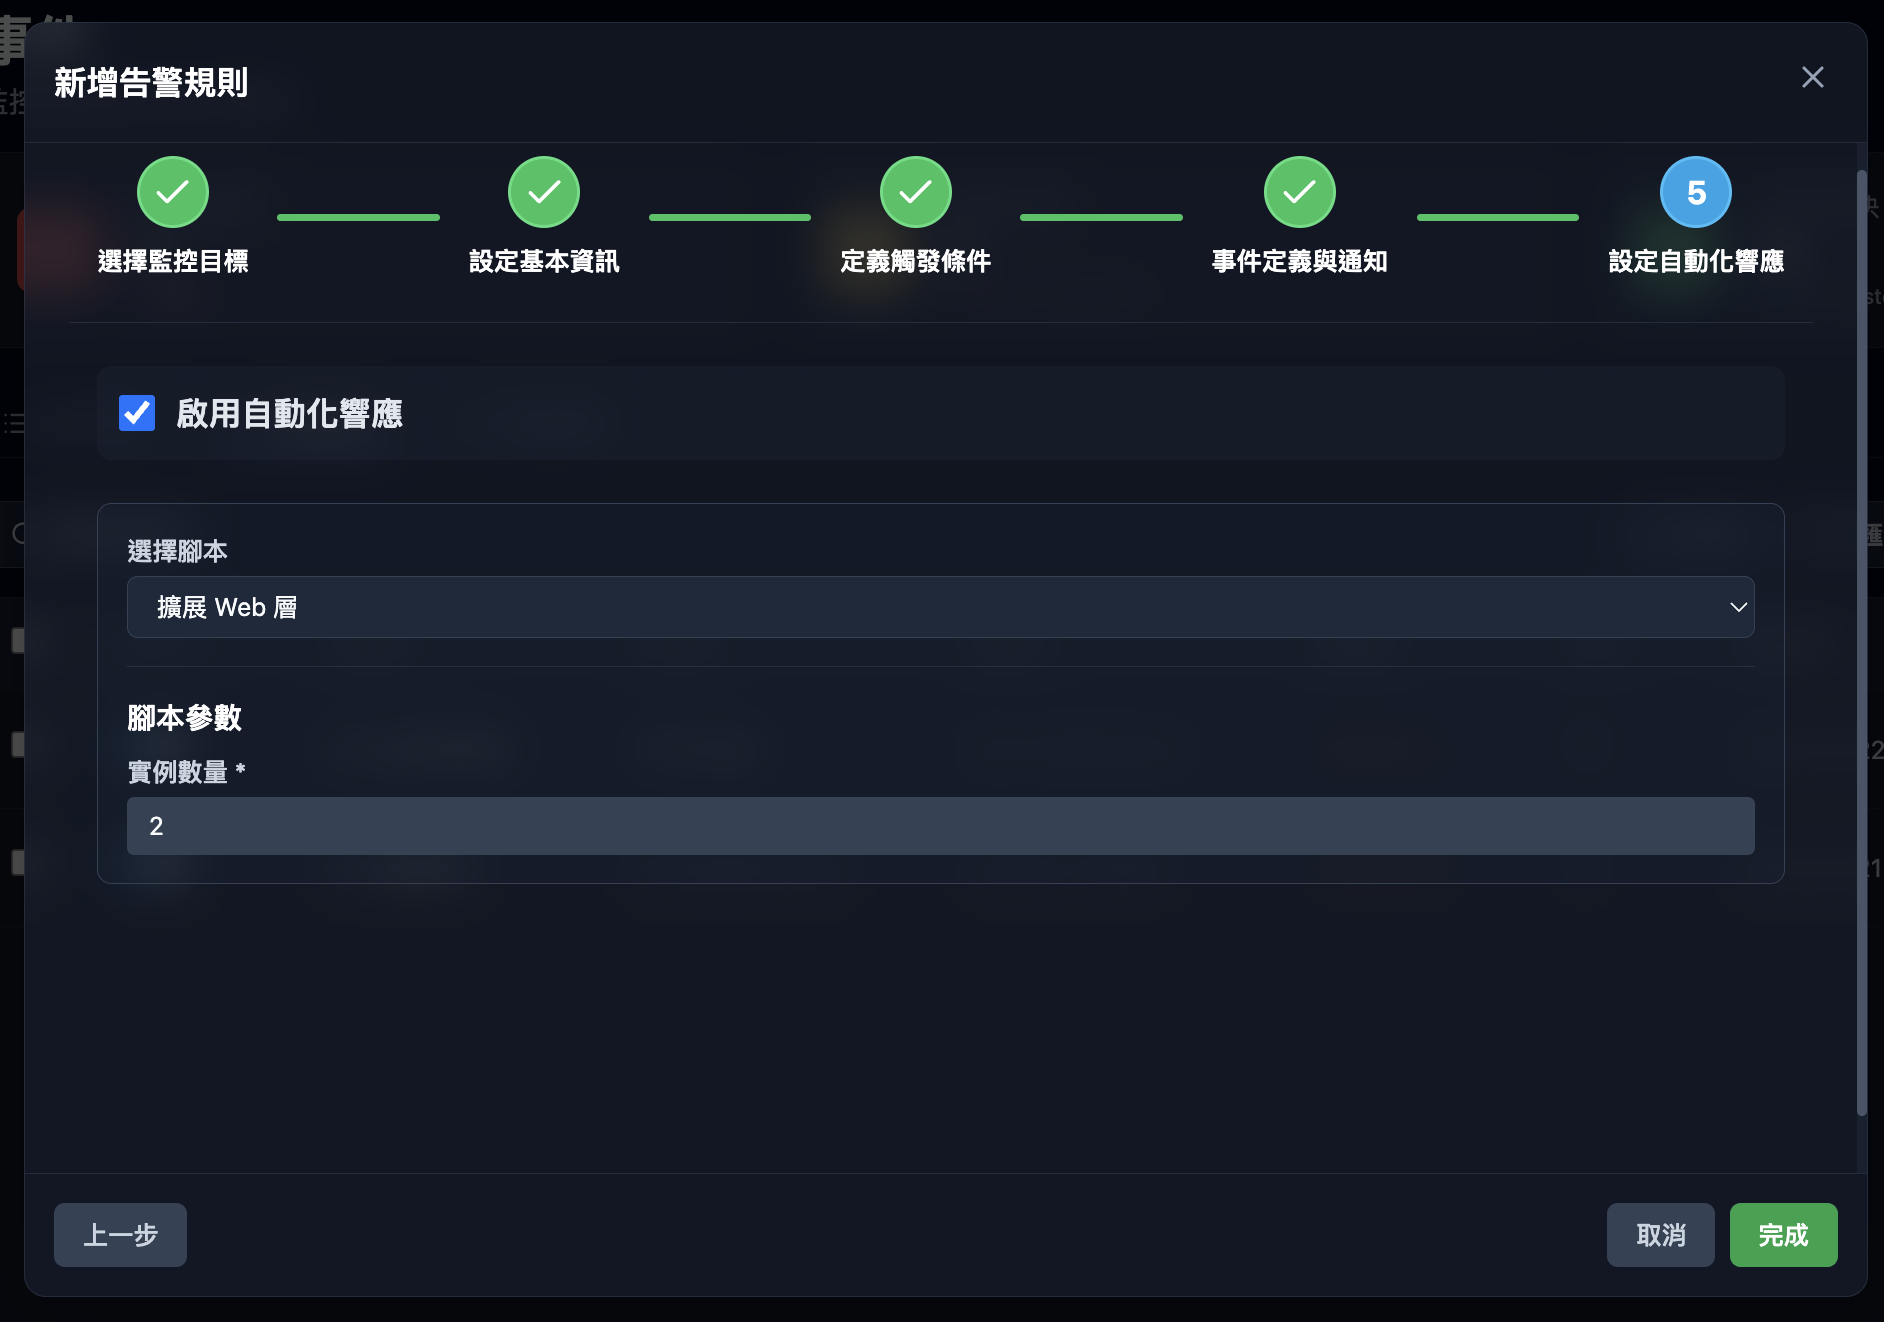 新增告警規則
選擇監控目標
設定基本資訊
定義觸發條件
事件定義與通知
5
設定自動化響應
啟用自動化響應
選擇腳本
擴展 Web 層
腳本參數
實例數量 *
2
上一步
取消
完成